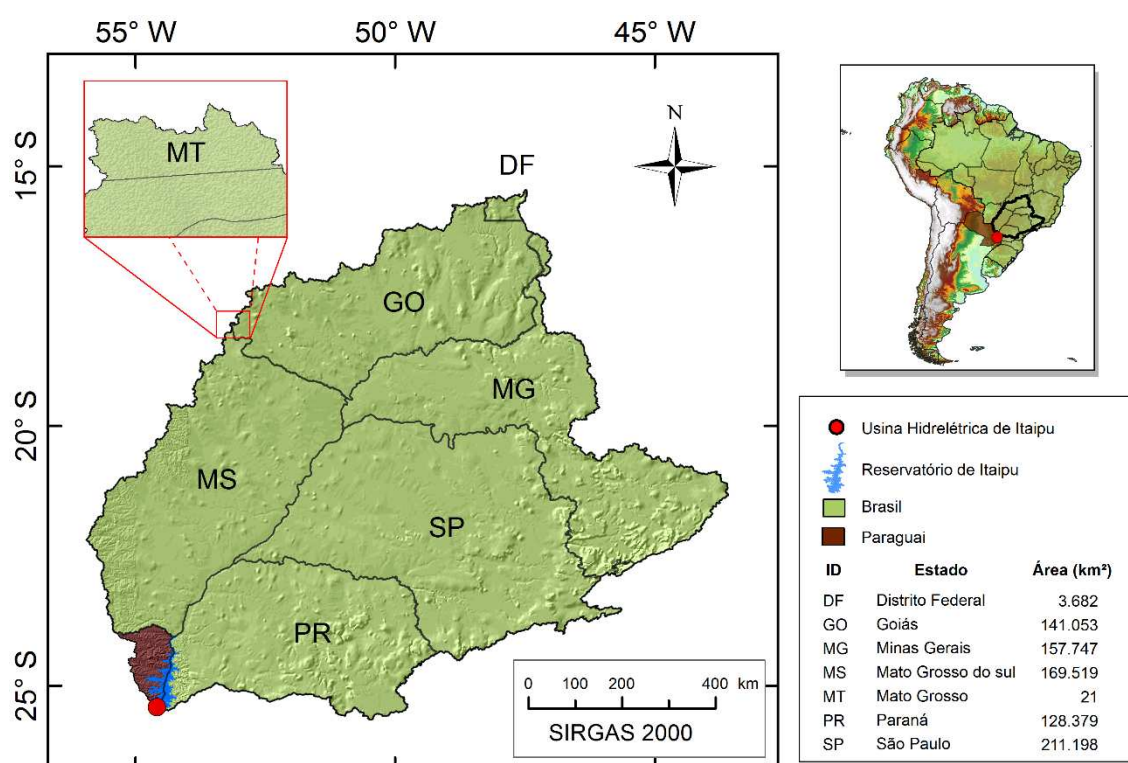 55° W 50° W 45° W
15° S
20° S
25° S
MT
N
DF
GO
MG
MS
SP
PR
0 100 200 400 km
SIRGAS 2000
Usina Hidrelétrica de Itaipu
Reservatório de Itaipu
Brasil
Paraguai
ID Estado Área (km²)
DF Distrito Federal 3.682
GO Goiás 141.053
MG Minas Gerais 157.747
MS Mato Grosso do sul 169.519
MT Mato Grosso 21
PR Paraná 128.379
SP São Paulo 211.198